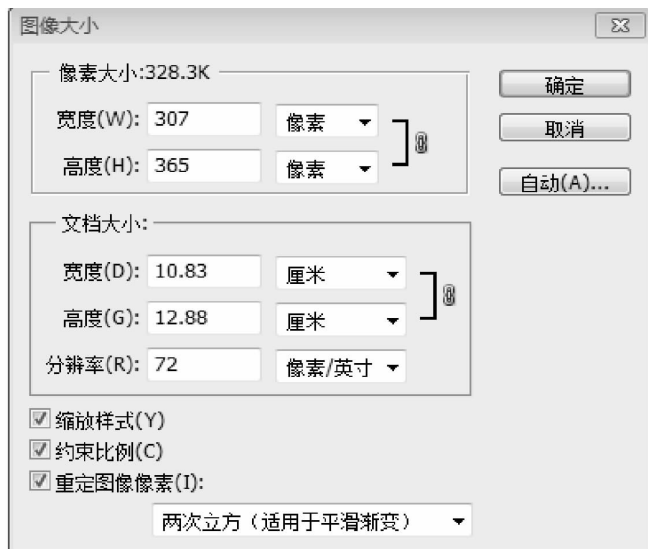 图像大小
像素大小:328.3K
确定
宽度(W): 307 像素
取消
高度(H): 365 像素
自动(A)...
文档大小:
宽度(D): 10.83 厘米
高度(G): 12.88 厘米
分辨率(R): 72 像素/英寸
缩放样式(Y)
约束比例(C)
重定图像像素(I):
两次立方（适用于平滑渐变）